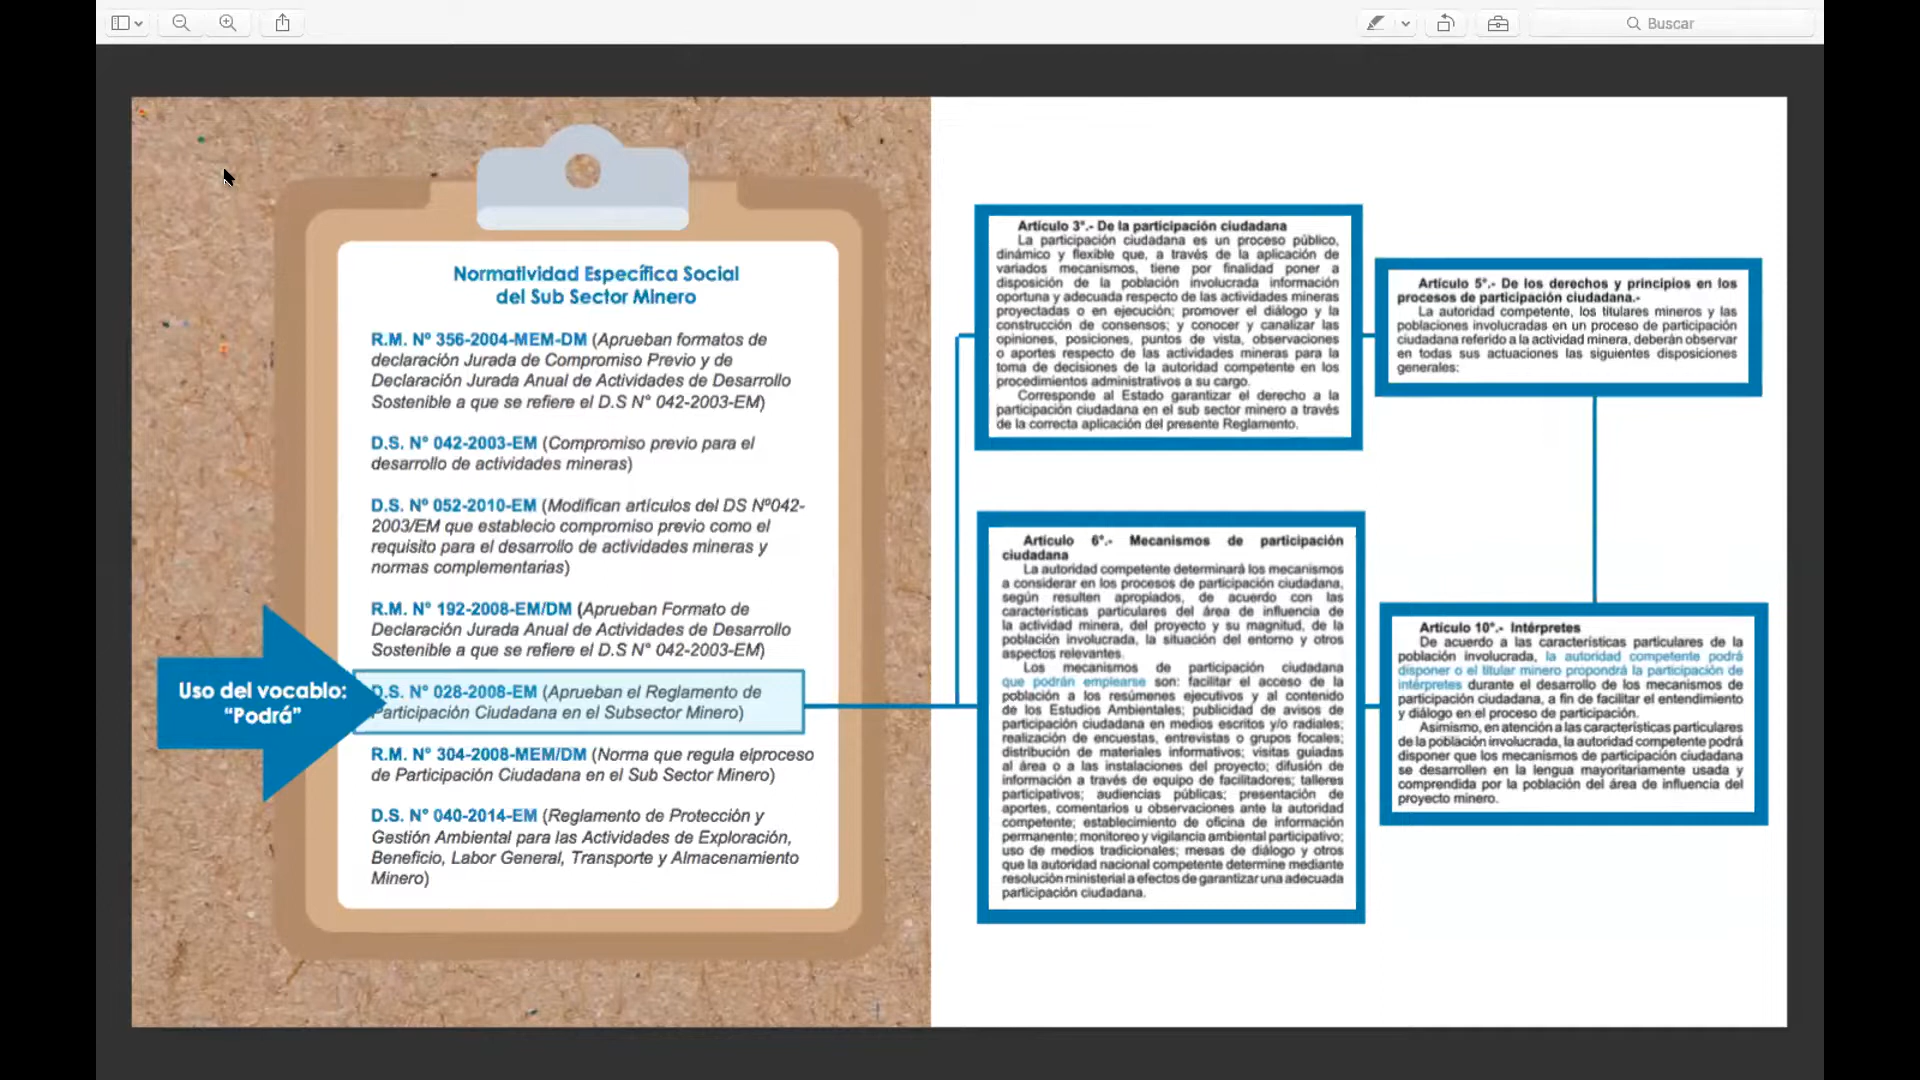 Buscar
Normatividad Específica Social
del Sub Sector Minero
R.M. Nº 356-2004-MEM-DM (Aprueban formatos de
declaración Jurada de Compromiso Previo y de
Declaración Jurada Anual de Actividades de Desarrollo
Sostenible a que se refiere el D.S N° 042-2003-EM)
D.S. N° 042-2003-EM (Compromiso previo para el
desarrollo de actividades mineras)
D.S. Nº 052-2010-EM (Modifican artículos del DS Nº042-
2003/EM que establecio compromiso previo como el
requisito para el desarrollo de actividades mineras y
normas complementarias)
R.M. N° 192-2008-EM/DM (Aprueban Formato de
Declaración Jurada Anual de Actividades de Desarrollo
Sostenible a que se refiere el D.S N° 042-2003-EM)
Uso del vocablo:
“Podrá”
D.S. N° 028-2008-EM (Aprueban el Reglamento de
Participación Ciudadana en el Subsector Minero)
R.M. N° 304-2008-MEM/DM (Norma que regula elproceso
de Participación Ciudadana en el Sub Sector Minero)
D.S. N° 040-2014-EM (Reglamento de Protección y
Gestión Ambiental para las Actividades de Exploración,
Beneficio, Labor General, Transporte y Almacenamiento
Minero)
Artículo 3°.- De la participación ciudadana
La participación ciudadana es un proceso público,
dinámico y flexible que, a través de la aplicación de
variados mecanismos, tiene por finalidad poner a
disposición de la población involucrada información
oportuna y adecuada respecto de las actividades mineras
proyectadas o en ejecución; promover el diálogo y la
construcción de consensos; y conocer y canalizar las
opiniones, posiciones, puntos de vista, observaciones
o aportes respecto de las actividades mineras para la
toma de decisiones de la autoridad competente en los
procedimientos administrativos a su cargo.
Corresponde al Estado garantizar el derecho a la
participación ciudadana en el sub sector minero a través
de la correcta aplicación del presente Reglamento.
Artículo 5°.- De los derechos y principios en los
procesos de participación ciudadana.-
La autoridad competente, los titulares mineros y las
poblaciones involucradas en un proceso de participación
ciudadana referido a la actividad minera, deberán observar
en todas sus actuaciones las siguientes disposiciones
generales:
Artículo 6°.- Mecanismos de participación
ciudadana
La autoridad competente determinará los mecanismos
a considerar en los procesos de participación ciudadana,
según resulten apropiados, de acuerdo con las
características particulares del área de influencia de
la actividad minera, del proyecto y su magnitud, de la
población involucrada, la situación del entorno y otros
aspectos relevantes.
Los mecanismos de participación ciudadana
que podrán emplearse son: facilitar el acceso de la
población a los resúmenes ejecutivos y al contenido
de los Estudios Ambientales; publicidad de avisos de
participación ciudadana en medios escritos y/o radiales;
realización de encuestas, entrevistas o grupos focales;
distribución de materiales informativos; visitas guiadas
al área o a las instalaciones del proyecto; difusión de
información a través de equipo de facilitadores; talleres
participativos; audiencias públicas; presentación de
aportes, comentarios u observaciones ante la autoridad
competente; establecimiento de oficina de información
permanente; monitoreo y vigilancia ambiental participativo;
uso de medios tradicionales; mesas de diálogo y otros
que la autoridad nacional competente determine mediante
resolución ministerial a efectos de garantizar una adecuada
participación ciudadana.
Artículo 10°.- Intérpretes
De acuerdo a las características particulares de la
población involucrada, la autoridad competente podrá
disponer o el titular minero propondrá la participación de
intérpretes durante el desarrollo de los mecanismos de
participación ciudadana, a fin de facilitar el entendimiento
y diálogo en el proceso de participación.
Asimismo, en atención a las características particulares
de la población involucrada, la autoridad competente podrá
disponer que los mecanismos de participación ciudadana
se desarrollen en la lengua mayoritariamente usada y
comprendida por la población del área de influencia del
proyecto minero.